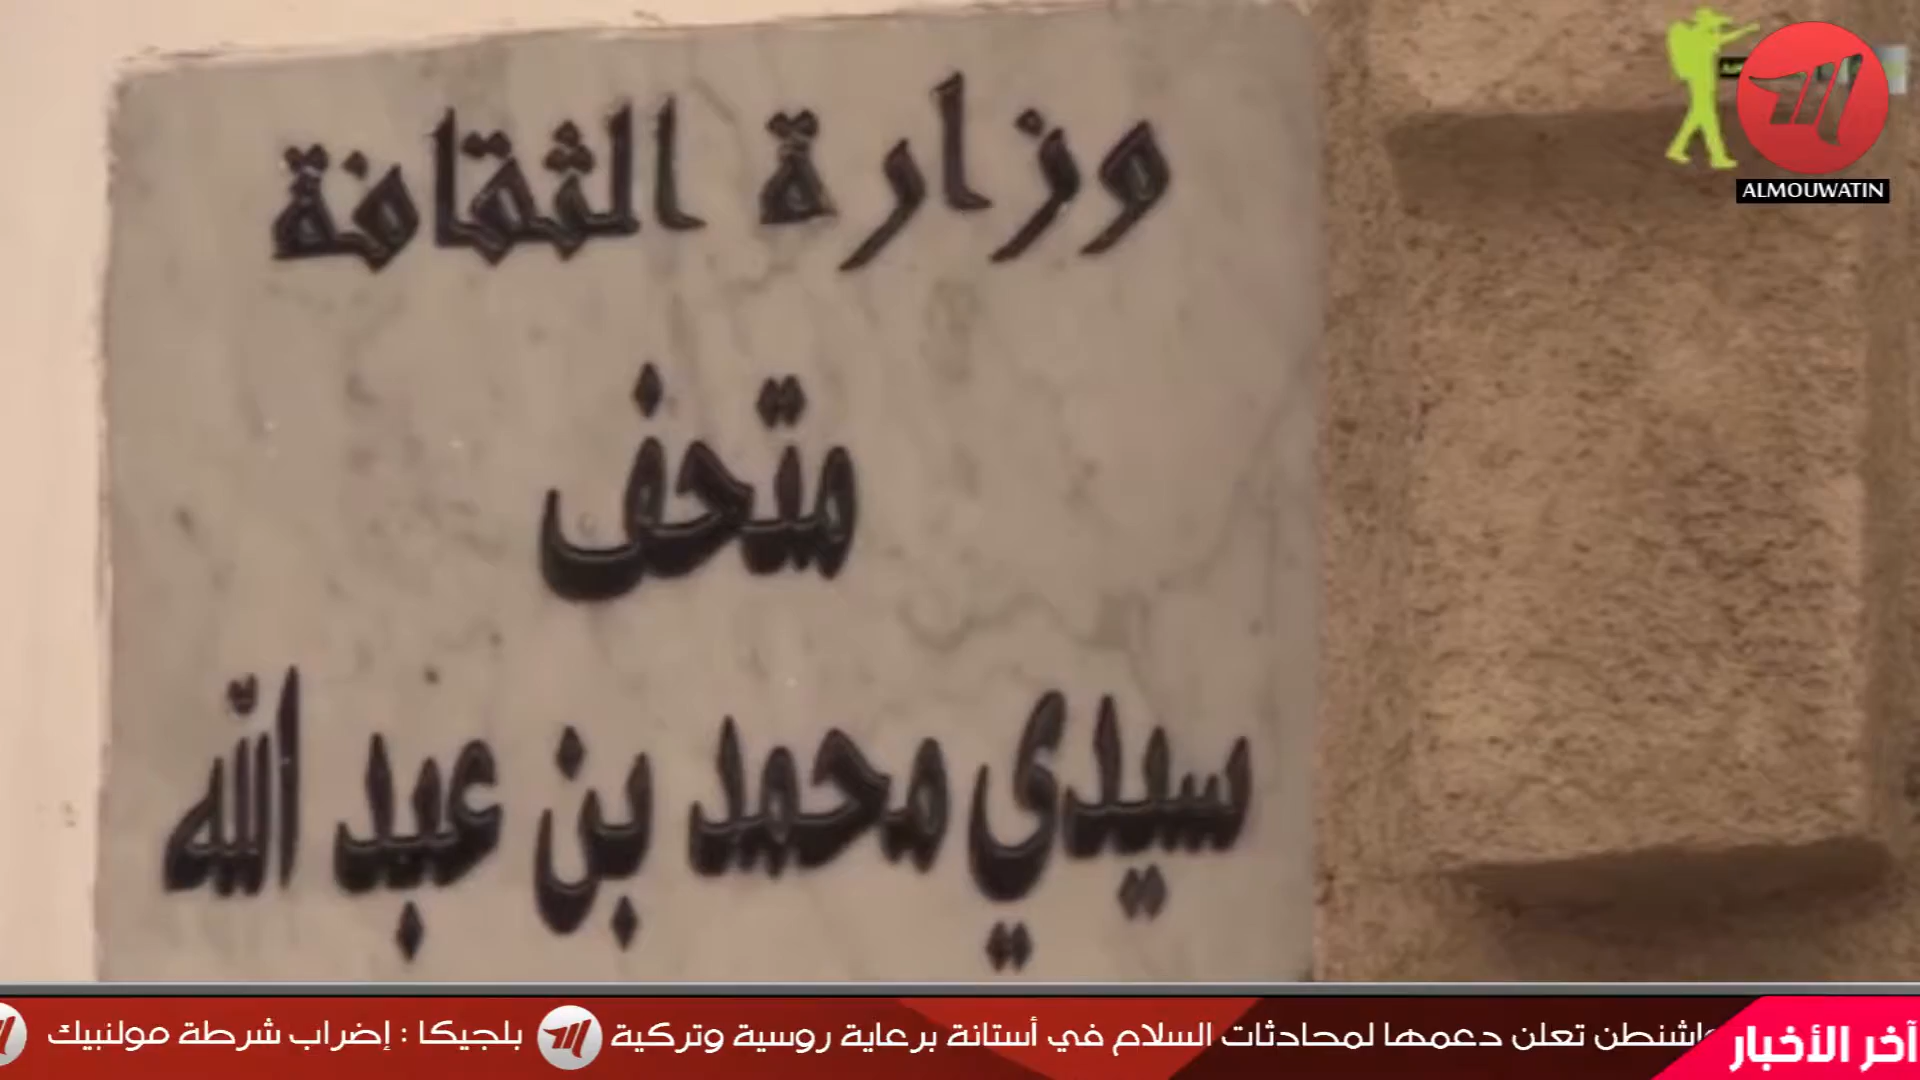 وزارة الثقافة
متحف
سيدي محمد بن عبد الله
ALMOUWATIN
آخر الأخبار
واشنطن تعلن دعمها لمحادثات السلام في أستانة برعاية روسية وتركية
بلجيكا : إضراب شرطة مولنبيك